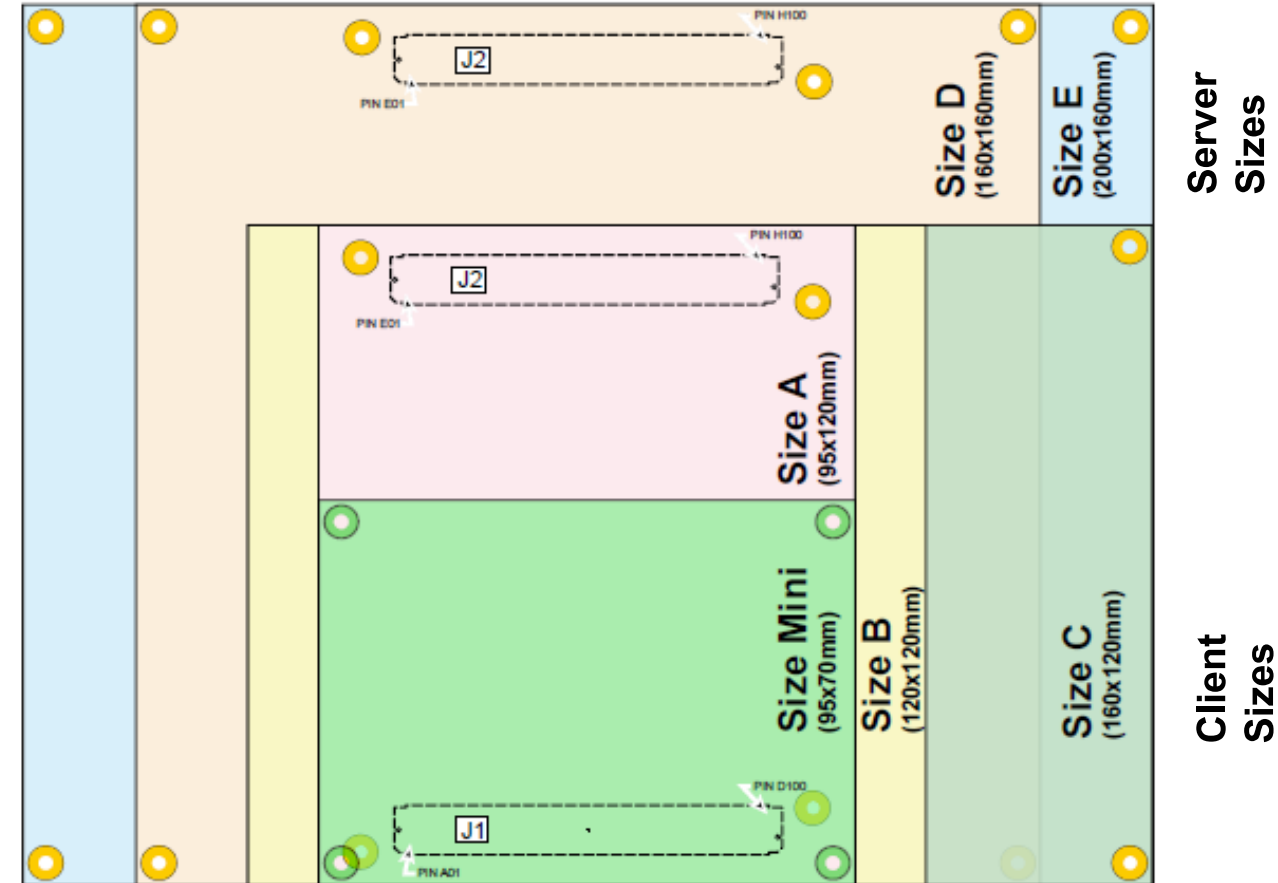 PIN H100
J2
PIN E01
Size D
(160x160mm)
Size E
(200x160mm)
Server
Sizes
PIN H100
J2
PIN E01
Size A
(95x120mm)
Size Mini
(95x70mm)
Size B
(120x120mm)
Size C
(160x120mm)
Client
Sizes
PIN D100
J1
PIN A01